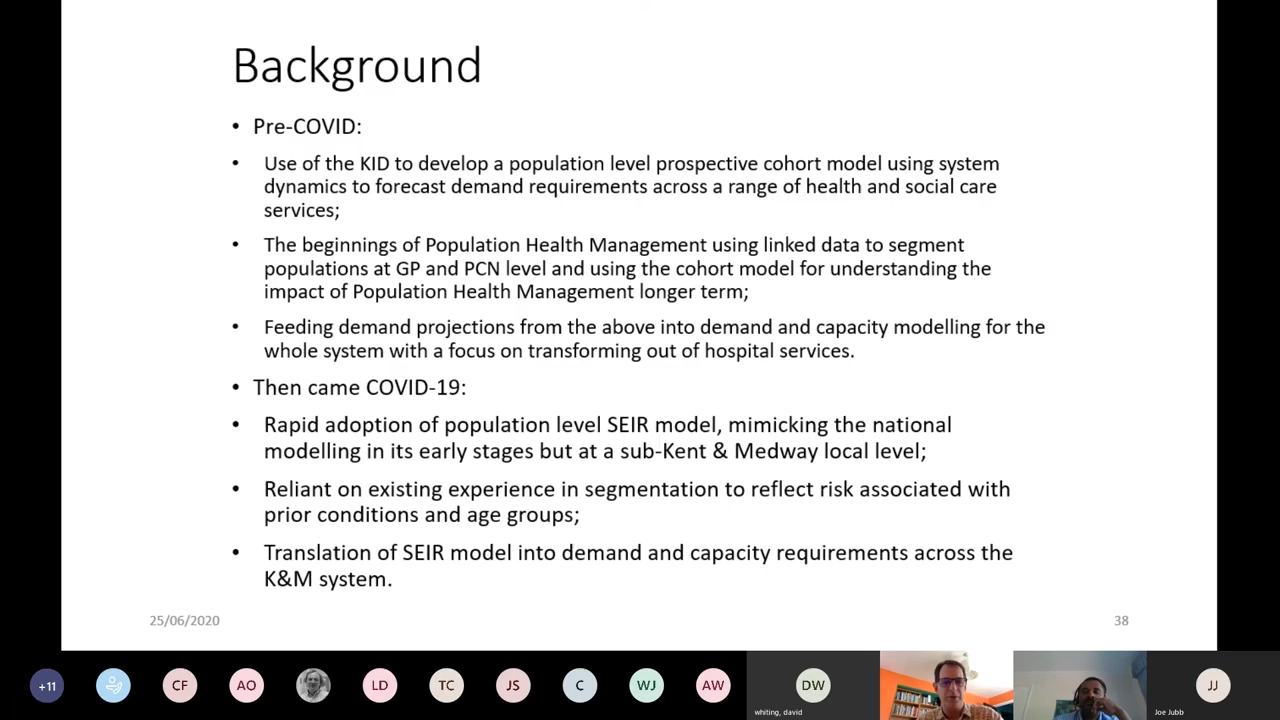 Background
• Pre-COVID:
• Use of the KID to develop a population level prospective cohort model using system
dynamics to forecast demand requirements across a range of health and social care
services;
• The beginnings of Population Health Management using linked data to segment
populations at GP and PCN level and using the cohort model for understanding the
impact of Population Health Management longer term;
• Feeding demand projections from the above into demand and capacity modelling for the
whole system with a focus on transforming out of hospital services.
• Then came COVID-19:
• Rapid adoption of population level SEIR model, mimicking the national
modelling in its early stages but at a sub-Kent & Medway local level;
• Reliant on existing experience in segmentation to reflect risk associated with
prior conditions and age groups;
• Translation of SEIR model into demand and capacity requirements across the
K&M system.
25/06/2020 38
+11 CF AO LD TC JS C WJ AW DW JJ
whiting, david Joe Jubb